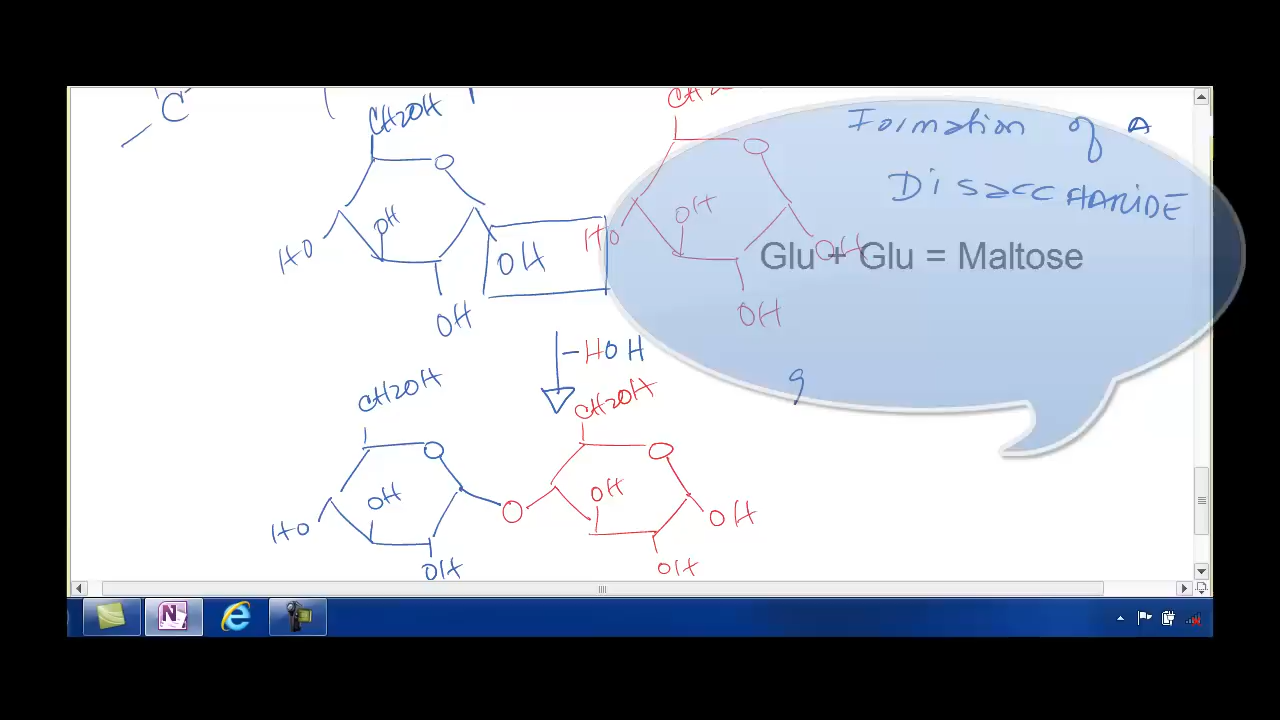 C
CH2OH
Formation of A
DisaccHARIDE
O
O
OH
OH
HO
OH
HO
OH
Glu + Glu = Maltose
OH
OH
-HOH
CH2OH
CH2OH
9
O
O
OH
OH
HO
O
OH
OH
OH
N